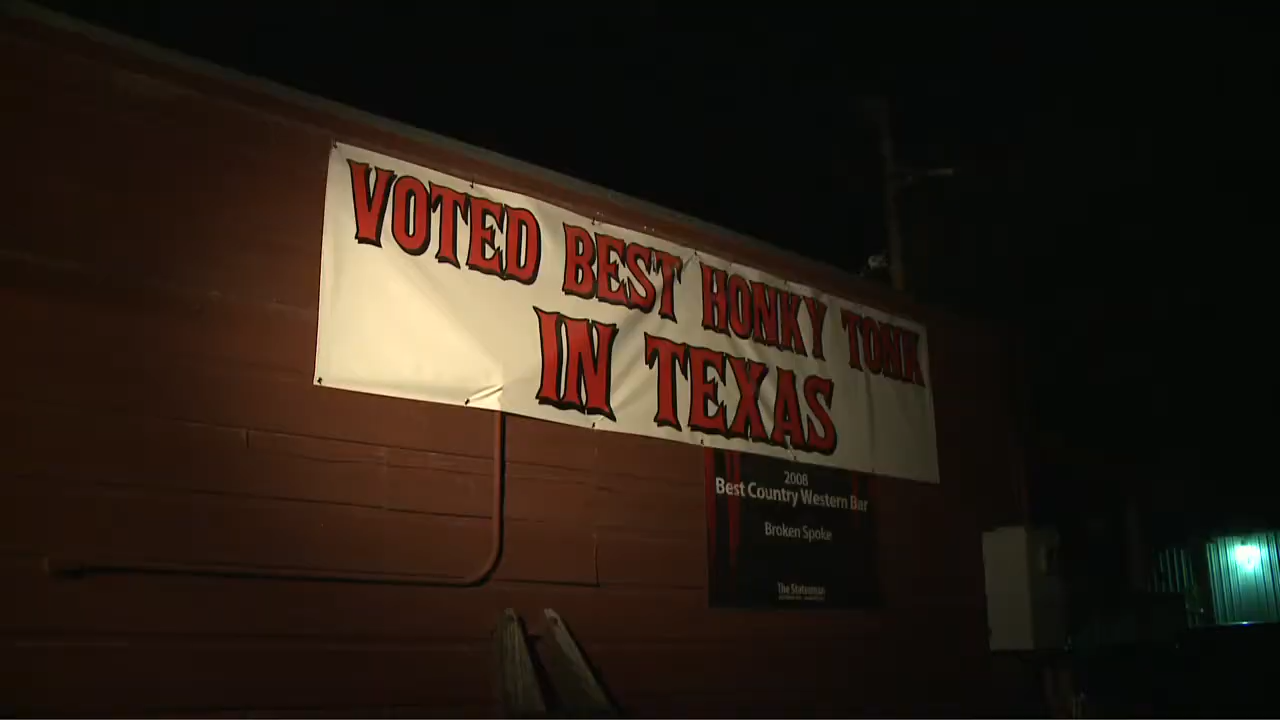 VOTED BEST HONKY TONK
IN TEXAS
2008
Best Country Western Bar
Broken Spoke
The Statesman